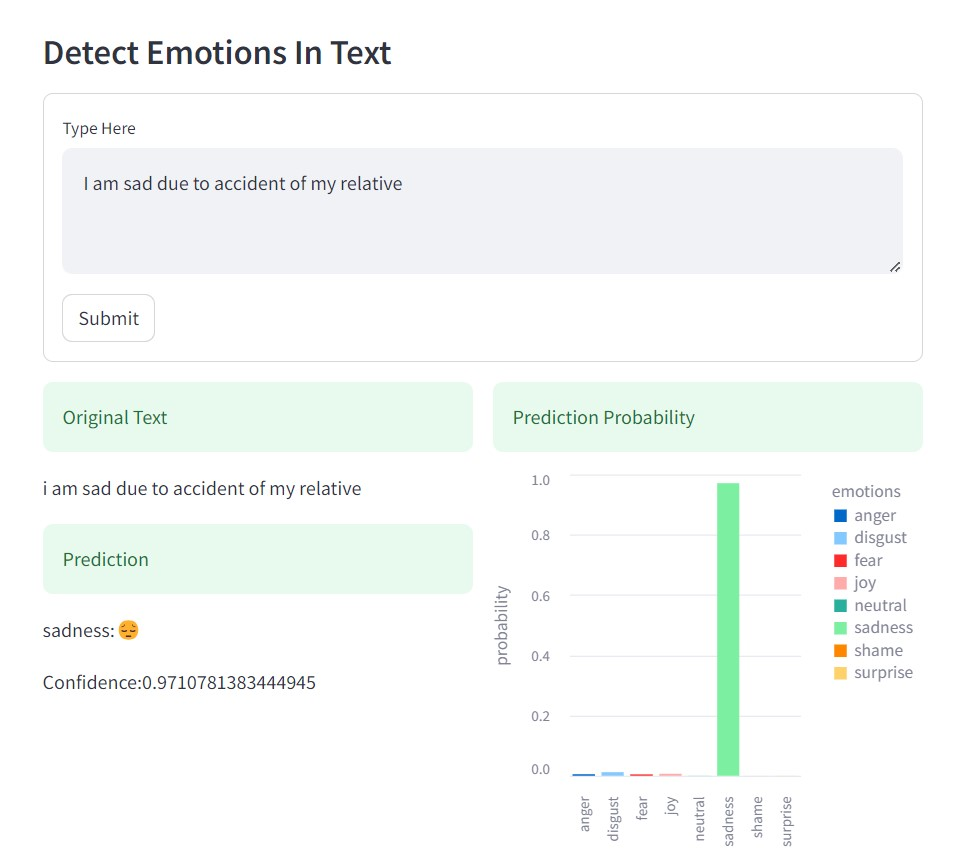 Detect Emotions In Text
Type Here
I am sad due to accident of my relative
Submit
Original Text
i am sad due to accident of my relative
Prediction
sadness: 😔
Confidence:0.9710781383444945
Prediction Probability
1.0
0.8
0.6
0.4
0.2
0.0
probability
anger
disgust
fear
joy
neutral
sadness
shame
surprise
emotions
anger
disgust
fear
joy
neutral
sadness
shame
surprise